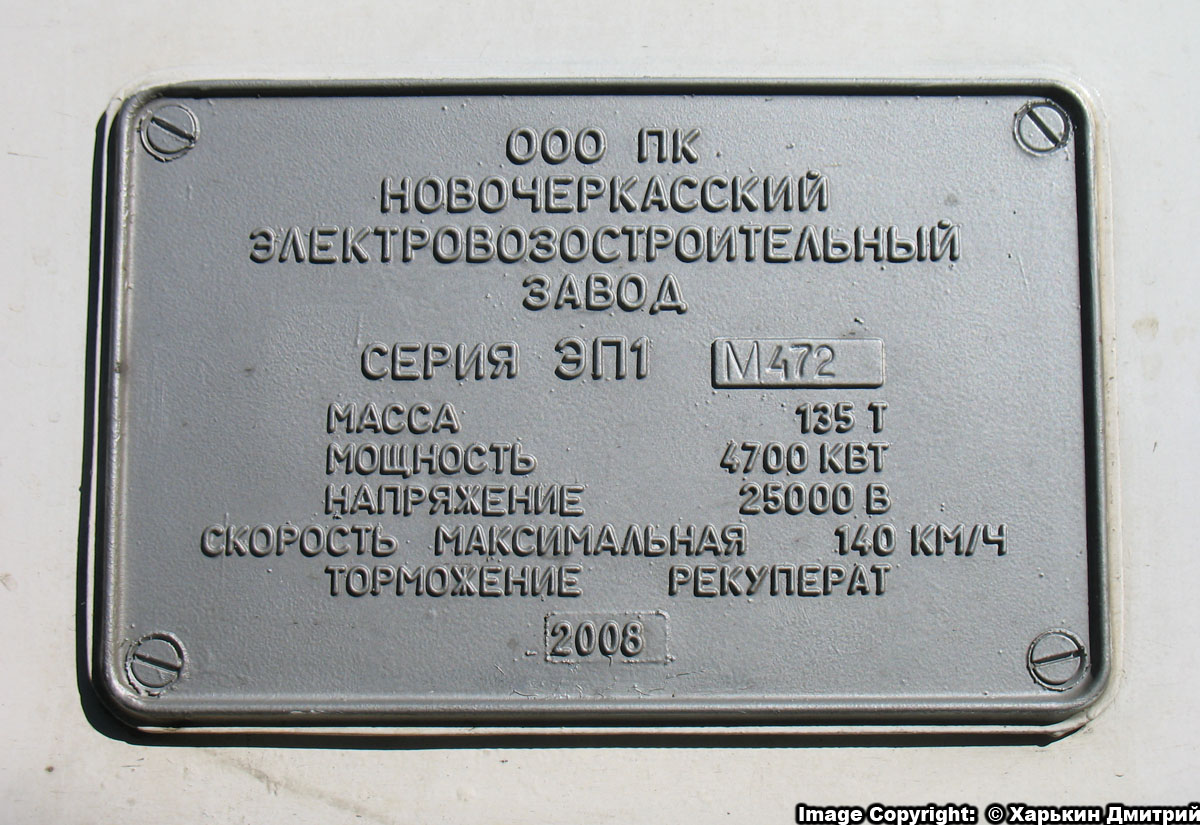 ООО ПК
НОВОЧЕРКАССКИЙ
ЭЛЕКТРОВОЗОСТРОИТЕЛЬНЫЙ
ЗАВОД
СЕРИЯ ЭП1 М472
МАССА 135 Т
МОЩНОСТЬ 4700 КВТ
НАПРЯЖЕНИЕ 25000 В
СКОРОСТЬ МАКСИМАЛЬНАЯ 140 КМ/Ч
ТОРМОЖЕНИЕ РЕКУПЕРАТ
2008
Image Copyright: © Харькин Дмитрий